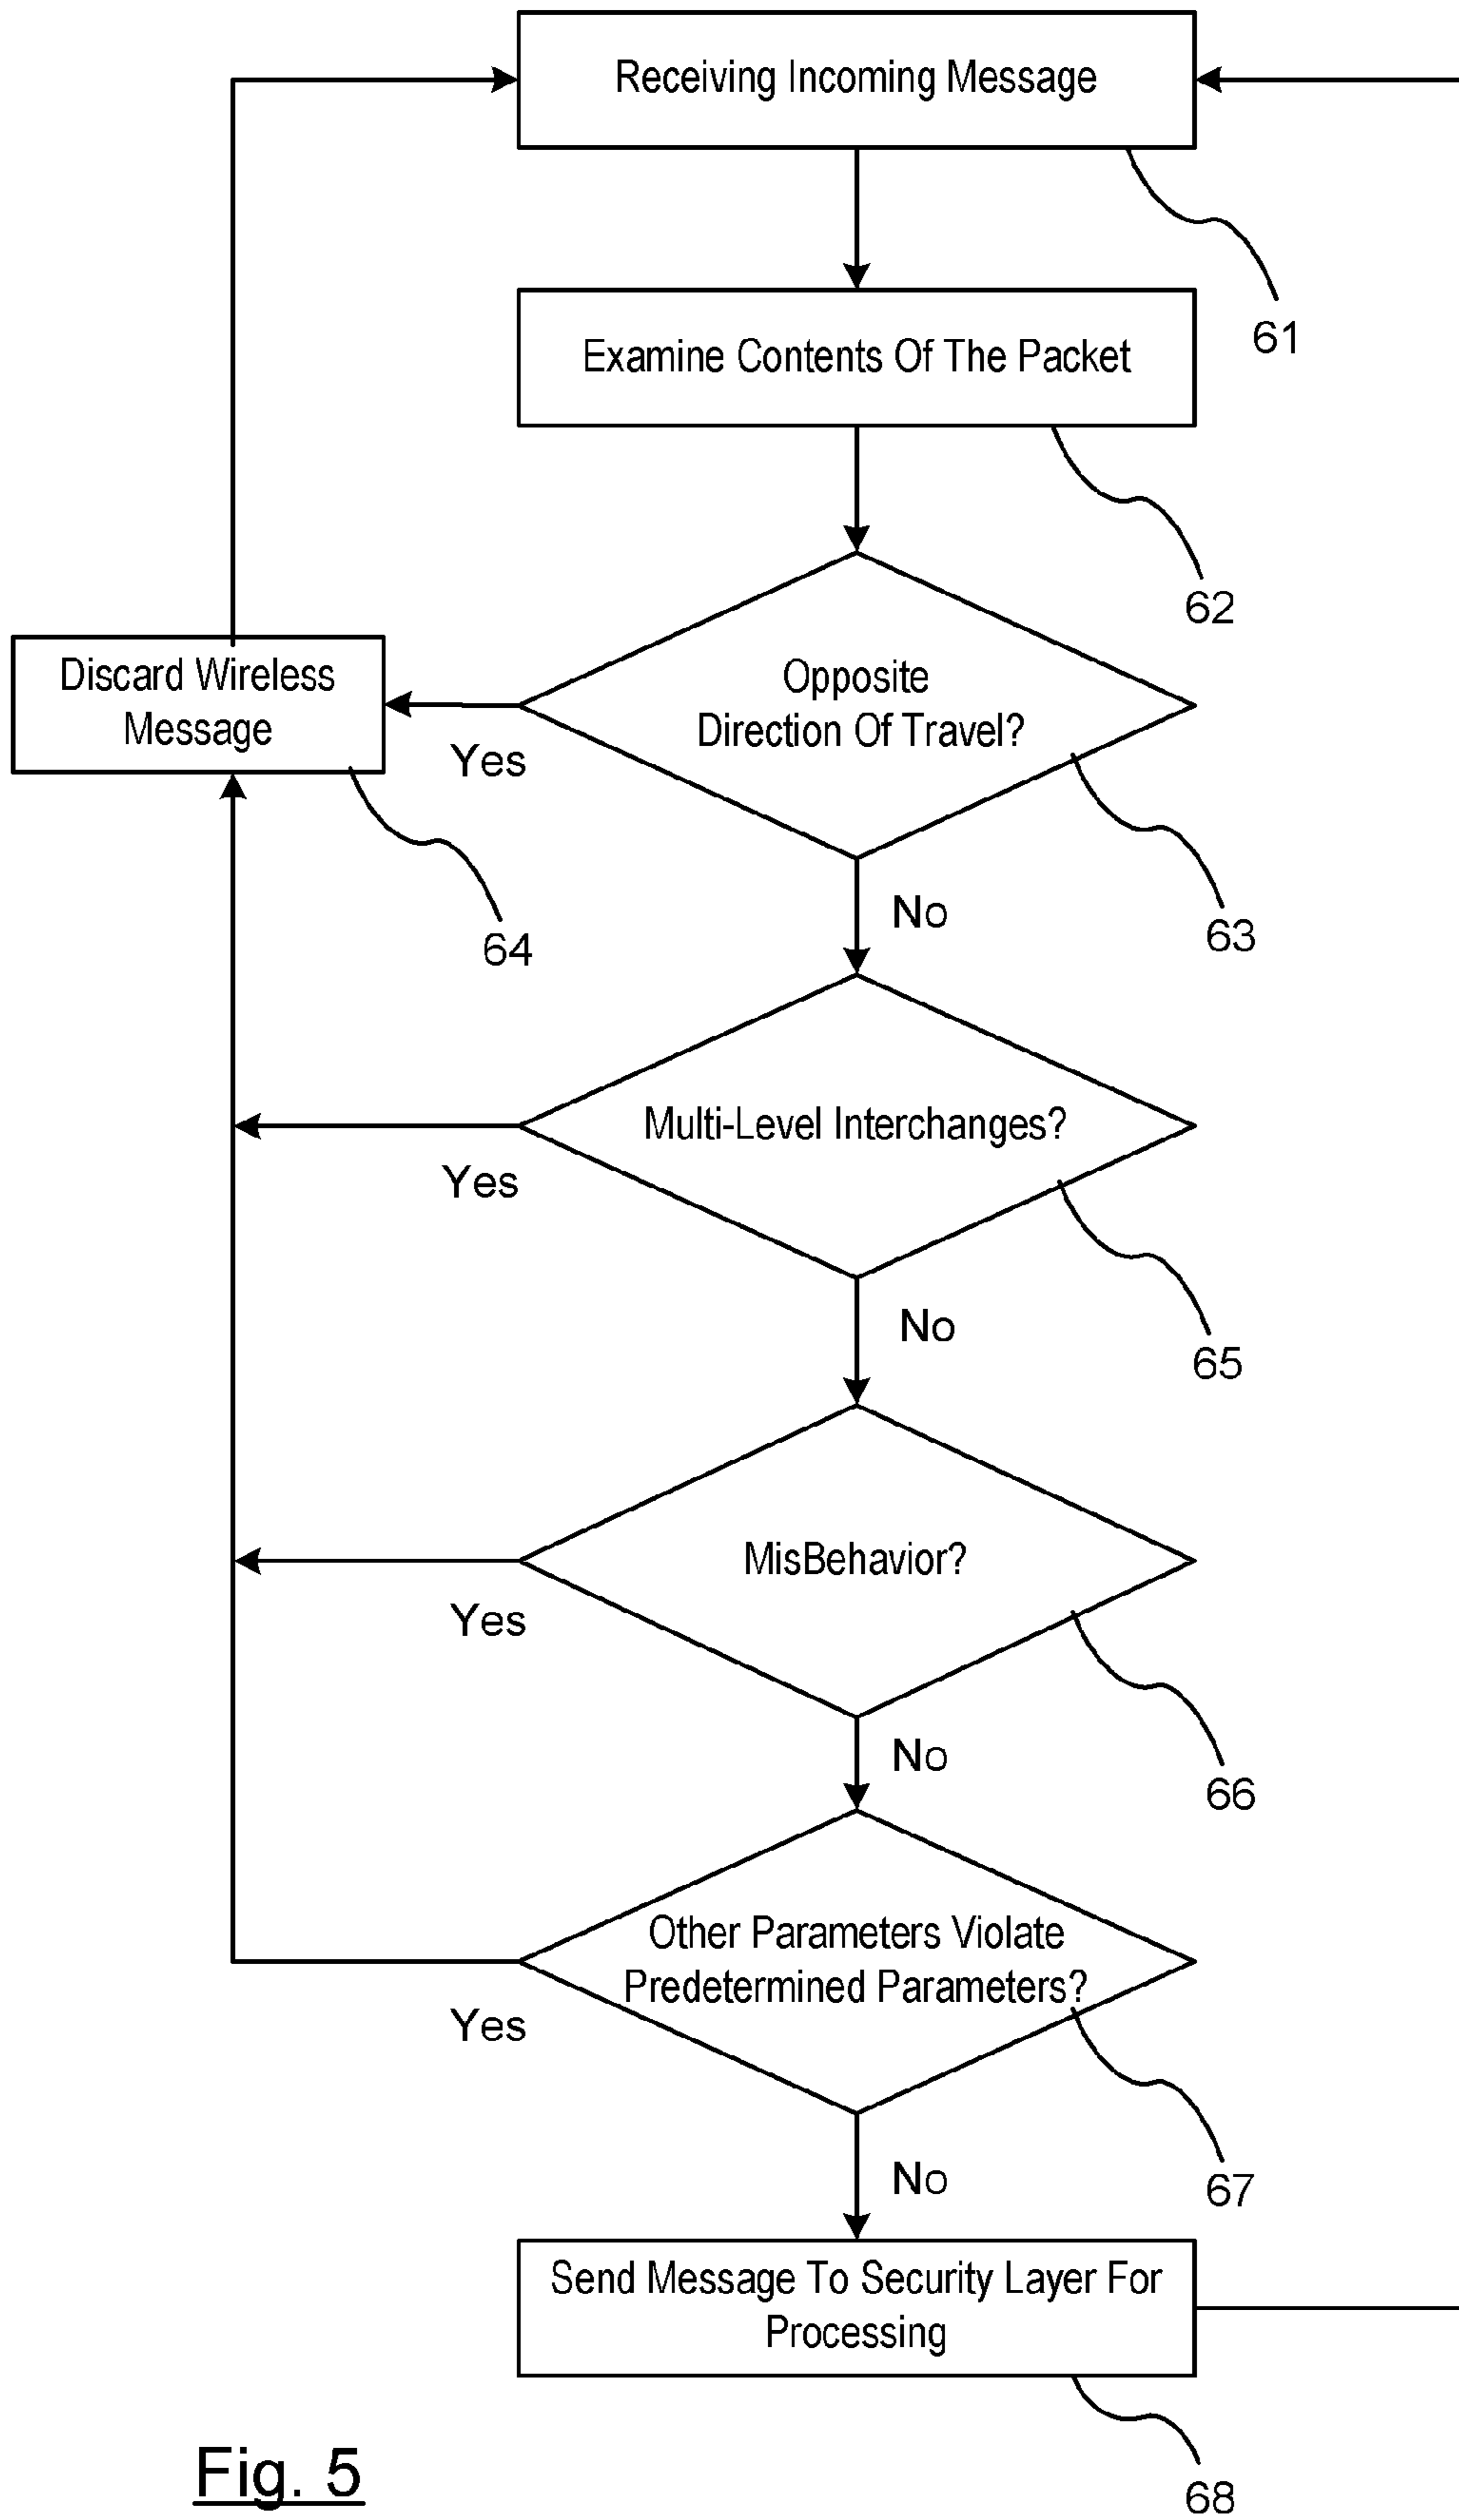 Receiving Incoming Message
61
Examine Contents Of The Packet
62
Opposite
Direction Of Travel?
63
Discard Wireless
Message
64
Yes
No
Multi-Level Interchanges?
65
Yes
No
MisBehavior?
66
Yes
No
Other Parameters Violate
Predetermined Parameters?
67
Yes
No
Send Message To Security Layer For
Processing
68
Fig. 5